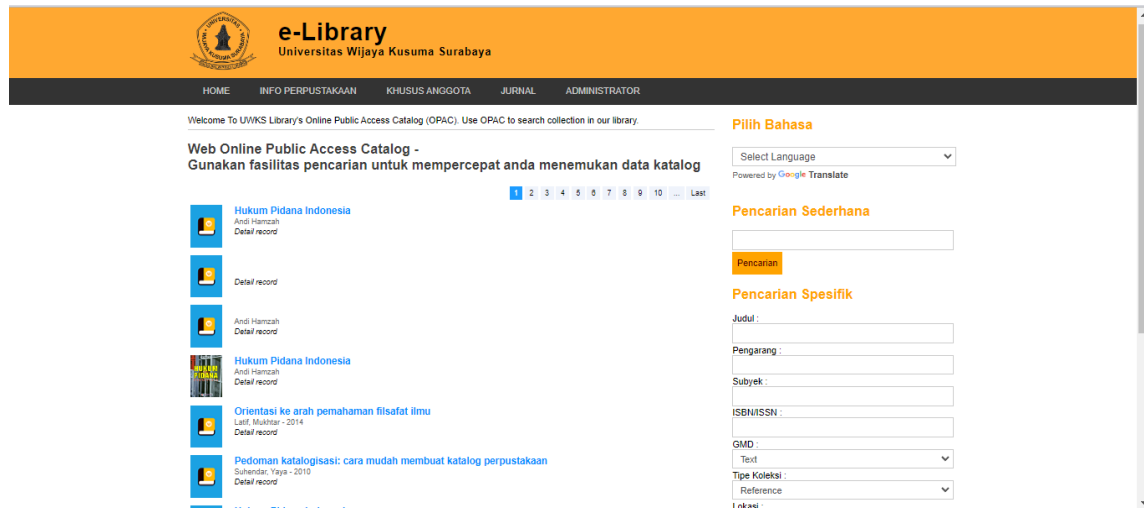 e-Library
Universitas Wijaya Kusuma Surabaya
HOME INFO PERPUSTAKAAN KHUSUS ANGGOTA JURNAL ADMINISTRATOR
Welcome To UWKS Library's Online Public Access Catalog (OPAC). Use OPAC to search collection in our library.
Web Online Public Access Catalog -
Gunakan fasilitas pencarian untuk mempercepat anda menemukan data katalog
1 2 3 4 5 6 7 8 9 10 ... Last
Hukum Pidana Indonesia
Andi Hamzah
Detail record
Detail record
Andi Hamzah
Detail record
HUKUM
PIDANA
Hukum Pidana Indonesia
Andi Hamzah
Detail record
Orientasi ke arah pemahaman filsafat ilmu
Latif, Mukhtar - 2014
Detail record
Pedoman katalogisasi: cara mudah membuat katalog perpustakaan
Suhendar, Yaya - 2010
Detail record
Pilih Bahasa
Select Language
Powered by Google Translate
Pencarian Sederhana
Pencarian
Pencarian Spesifik
Judul :
Pengarang :
Subyek :
ISBN/ISSN :
GMD :
Text
Tipe Koleksi :
Reference
Lokasi :